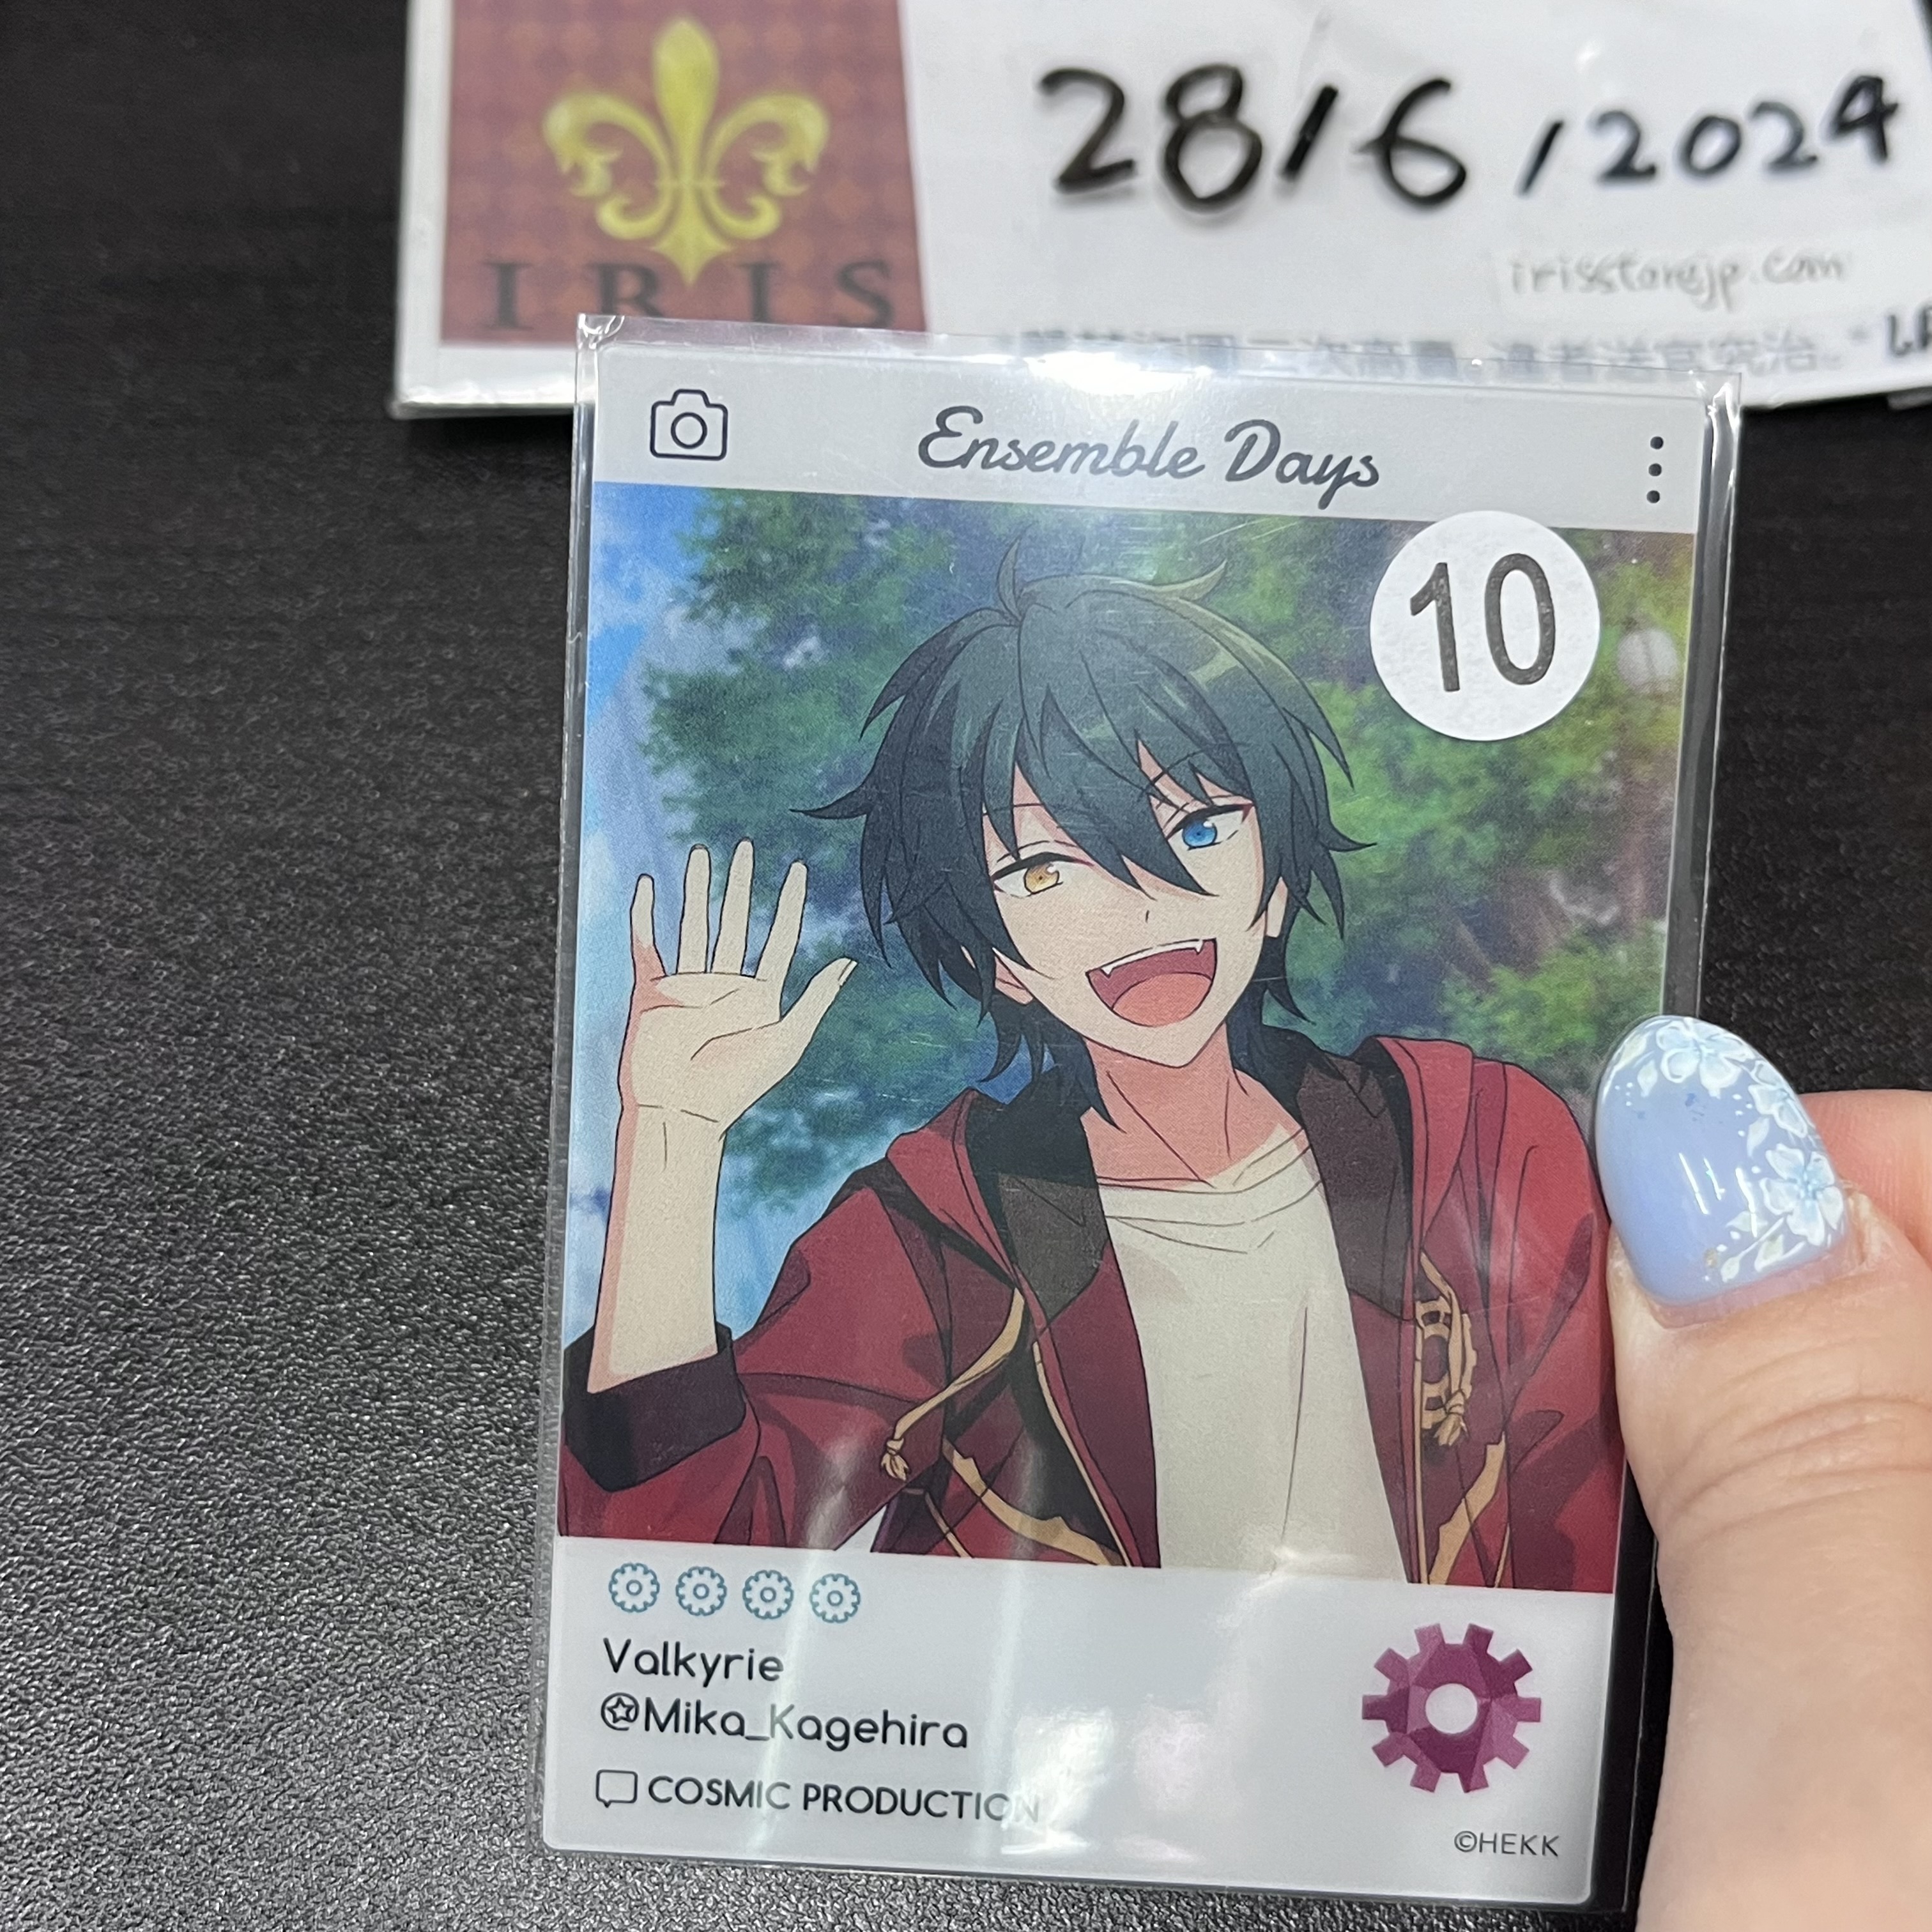 28/6/2024
IRIS
irisstorejp.com
Ensemble Days
10
Valkyrie
@Mika_Kagehira
COSMIC PRODUCTION
©HEKK